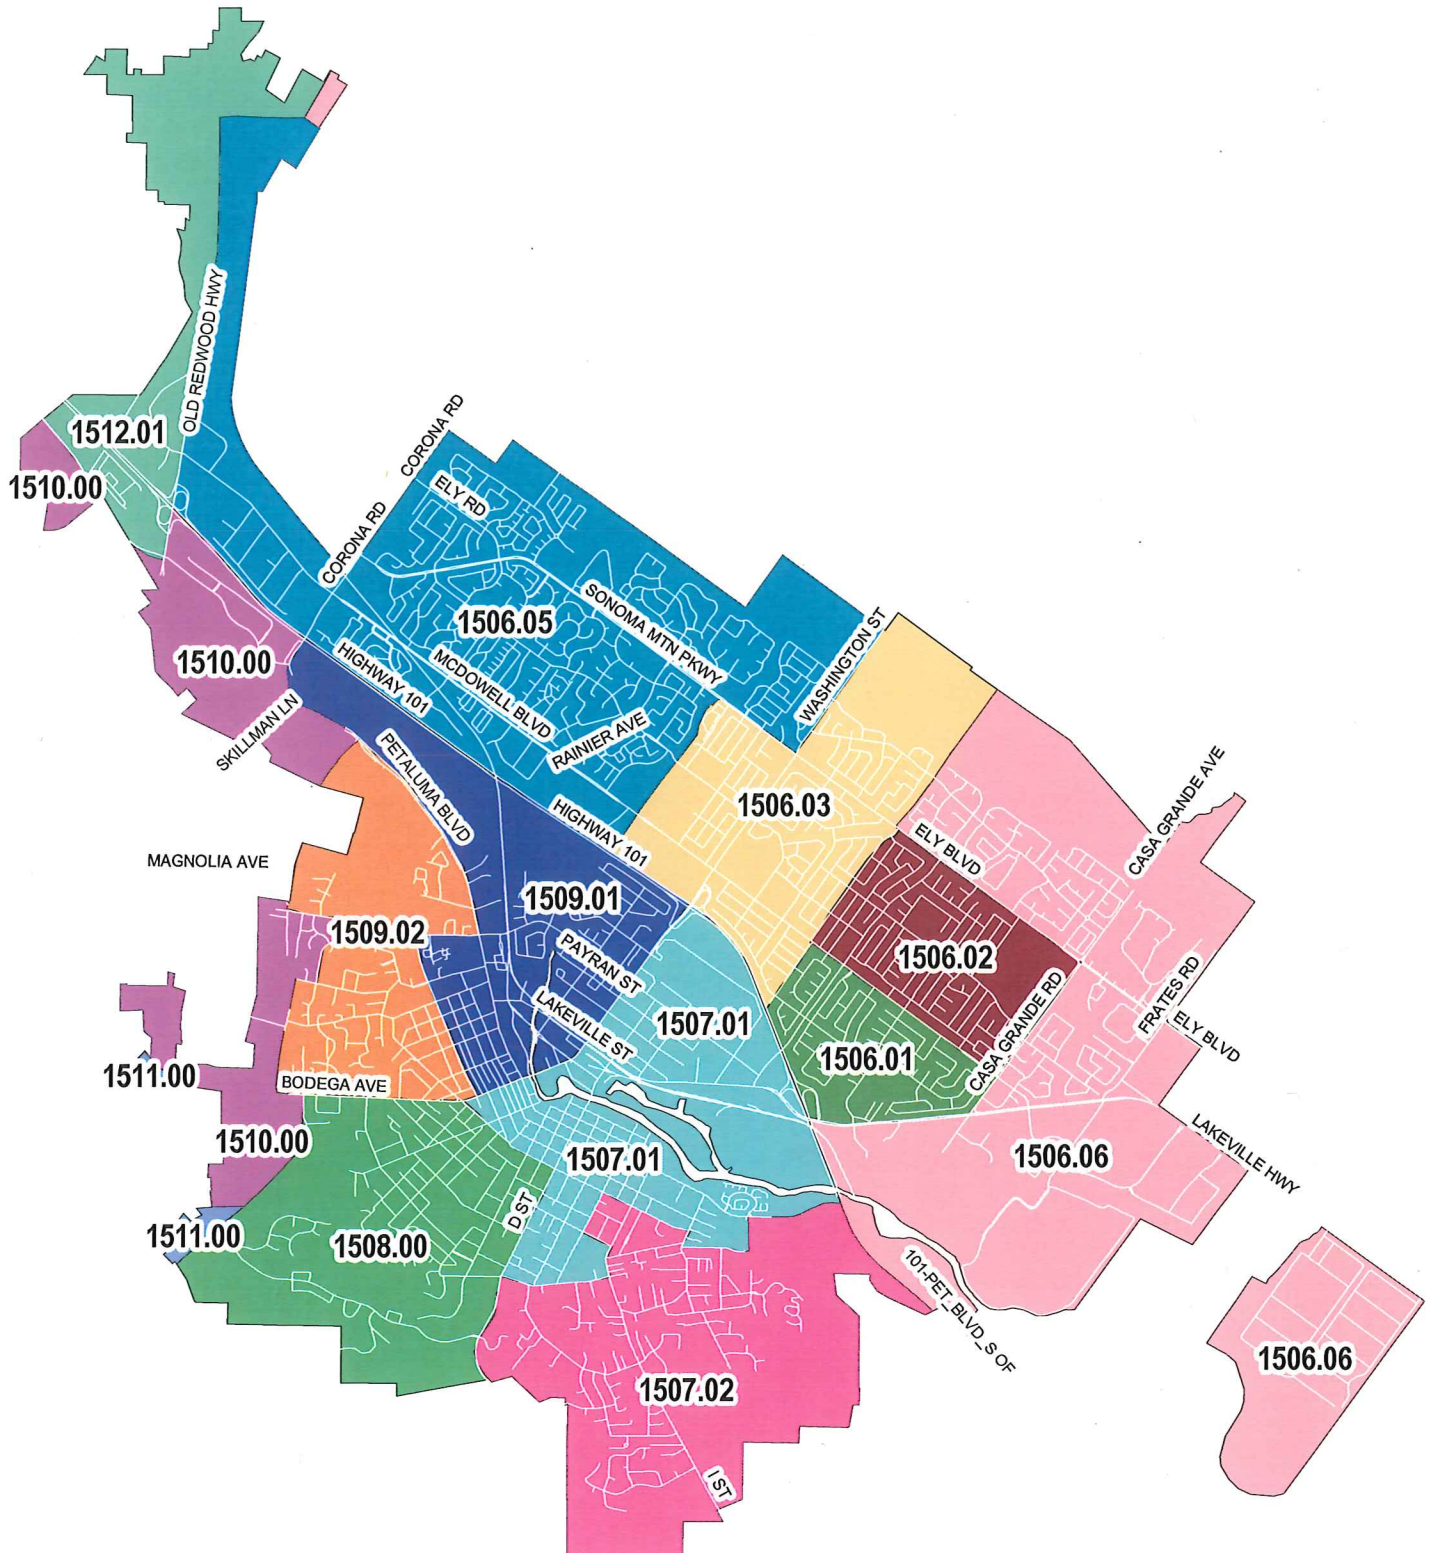 OLD REDWOOD HWY
1512.01
1510.00
CORONA RD
CORONA RD
ELY RD
1506.05
SONOMA MTN PKWY
WASHINGTON ST
1510.00
HIGHWAY 101
MCDOWELL BLVD
RAINIER AVE
SKILLMAN LN
PETALUMA BLVD
HIGHWAY 101
1506.03
ELY BLVD
CASA GRANDE AVE
MAGNOLIA AVE
1509.01
1509.02
PAYRAN ST
1506.02
LAKEVILLE ST
1507.01
CASA GRANDE RD
FRATES RD
ELY BLVD
1506.01
1511.00
BODEGA AVE
1510.00
1507.01
1506.06
LAKEVILLE HWY
D ST
1511.00
1508.00
101-PET_BLVD_S OF
1506.06
1507.02
I ST